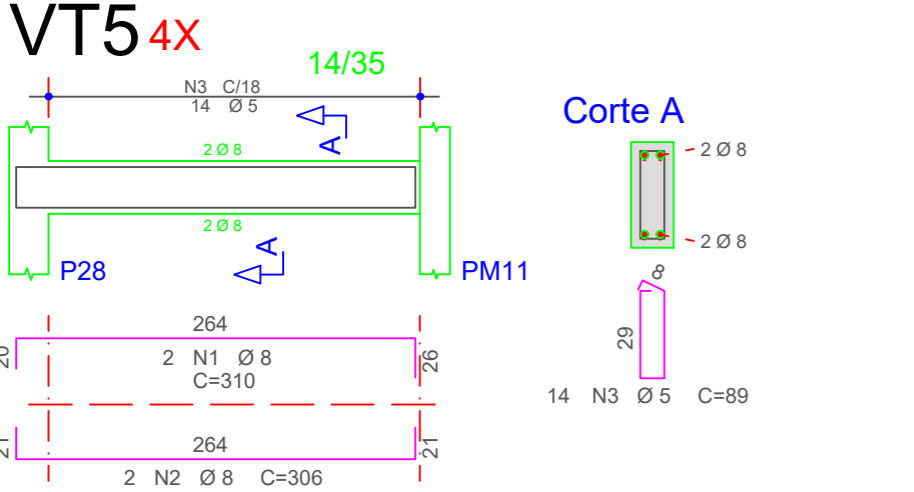 VT5 4X
14/35
N3 C/18
14 Ø 5
A
2 Ø 8
2 Ø 8
A
P28
PM11
Corte A
2 Ø 8
2 Ø 8
264
20
2 N1 Ø 8
26
C=310
21
264
21
2 N2 Ø 8 C=306
8
29
14 N3 Ø 5 C=89